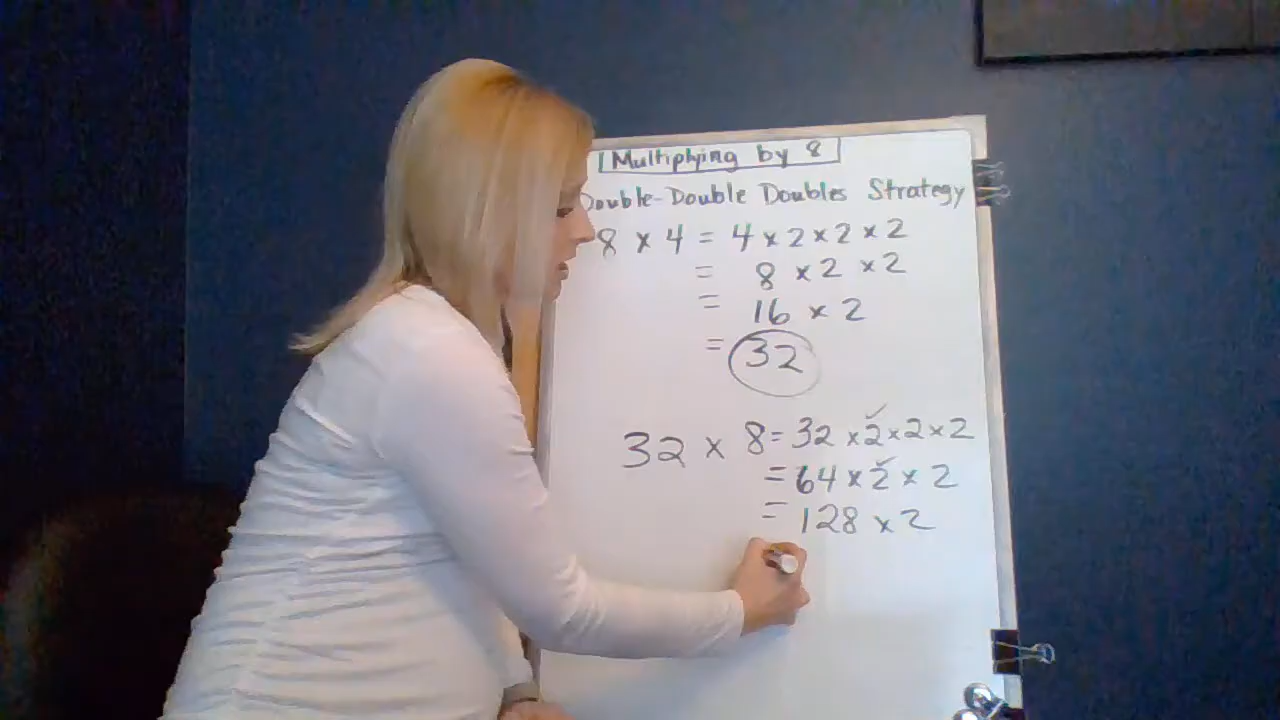 Multiplying by 8
Double-Double Doubles Strategy
8 × 4 = 4 × 2 × 2 × 2
= 8 × 2 × 2
= 16 × 2
= 32
32 × 8 = 32 × 2 × 2 × 2
= 64 × 2 × 2
= 128 × 2